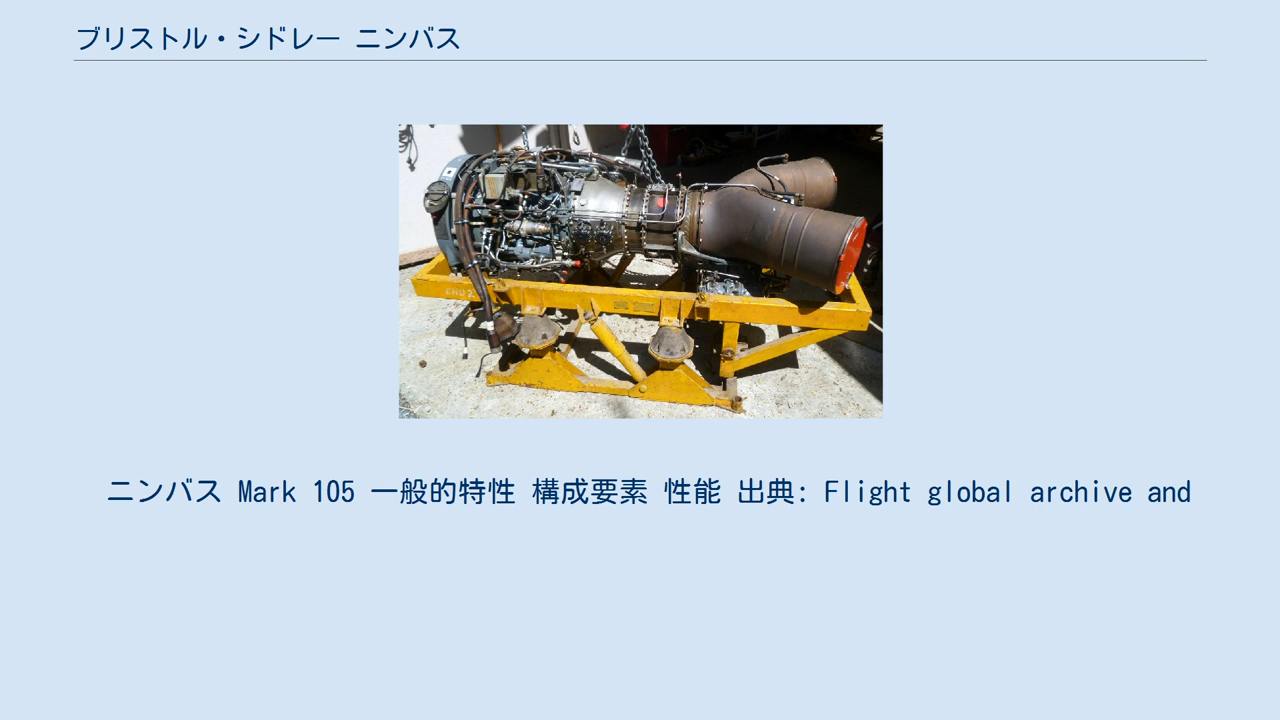 ブリストル・シドレー ニンバス
ニンバス Mark 105 一般的特性 構成要素 性能 出典: Flight global archive and